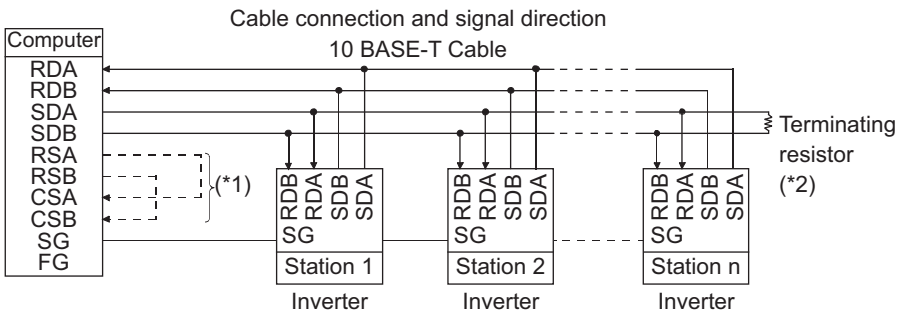 Cable connection and signal direction
10 BASE-T Cable
Computer
RDA
RDB
SDA
SDB
RSA
RSB
CSA
CSB
SG
FG
(*1)
Terminating
resistor
(*2)
RDB
RDA
SDB
SDA
SG
Station 1
Inverter
RDB
RDA
SDB
SDA
SG
Station 2
Inverter
RDB
RDA
SDB
SDA
SG
Station n
Inverter